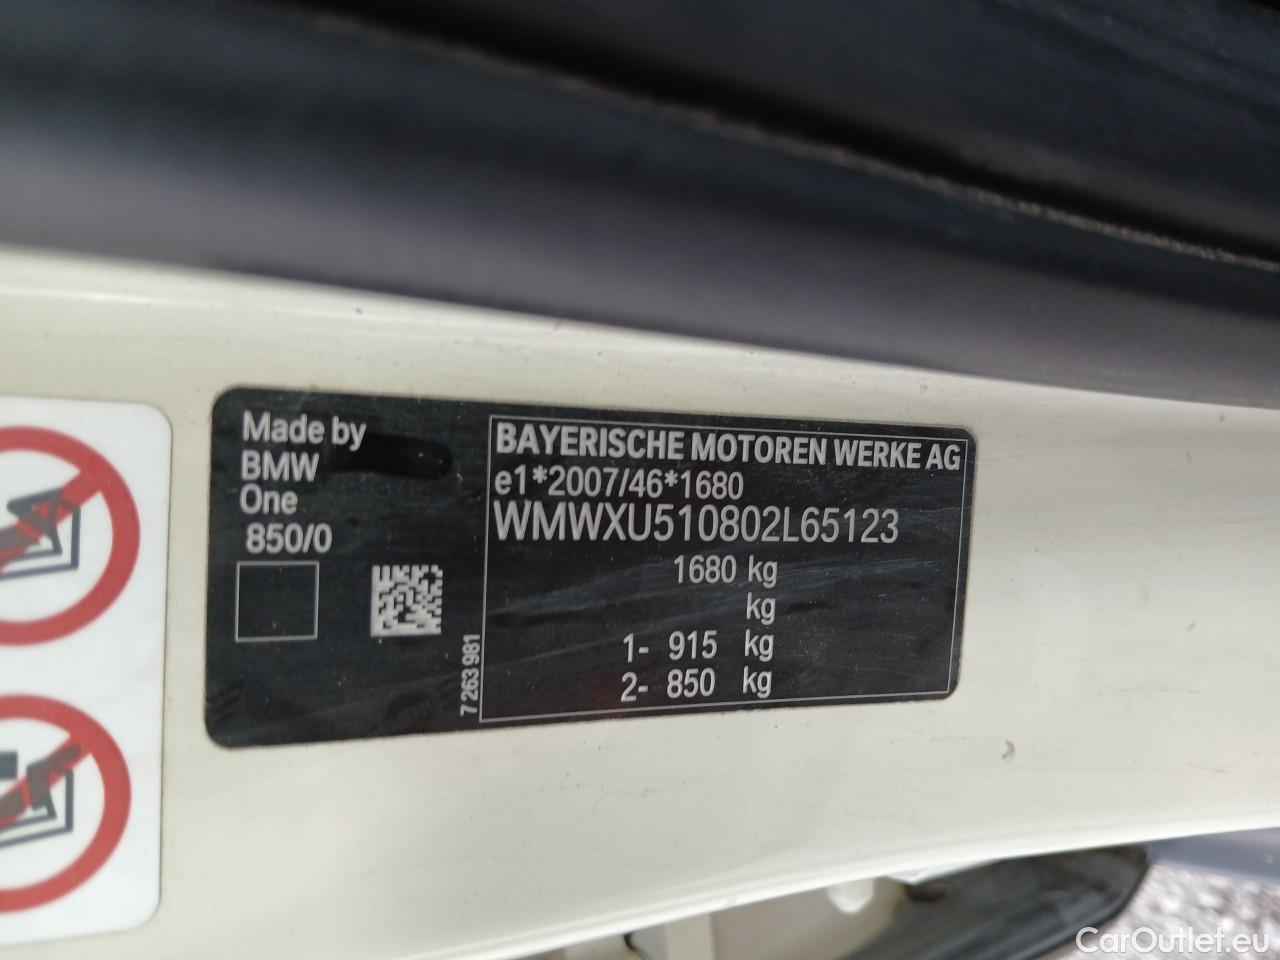 Made by
BMW
One
850/0
7 263 981
BAYERISCHE MOTOREN WERKE AG
e1*2007/46*1680
WMWXU510802L65123
1680 kg
kg
1- 915 kg
2- 850 kg
CarOutlet.eu